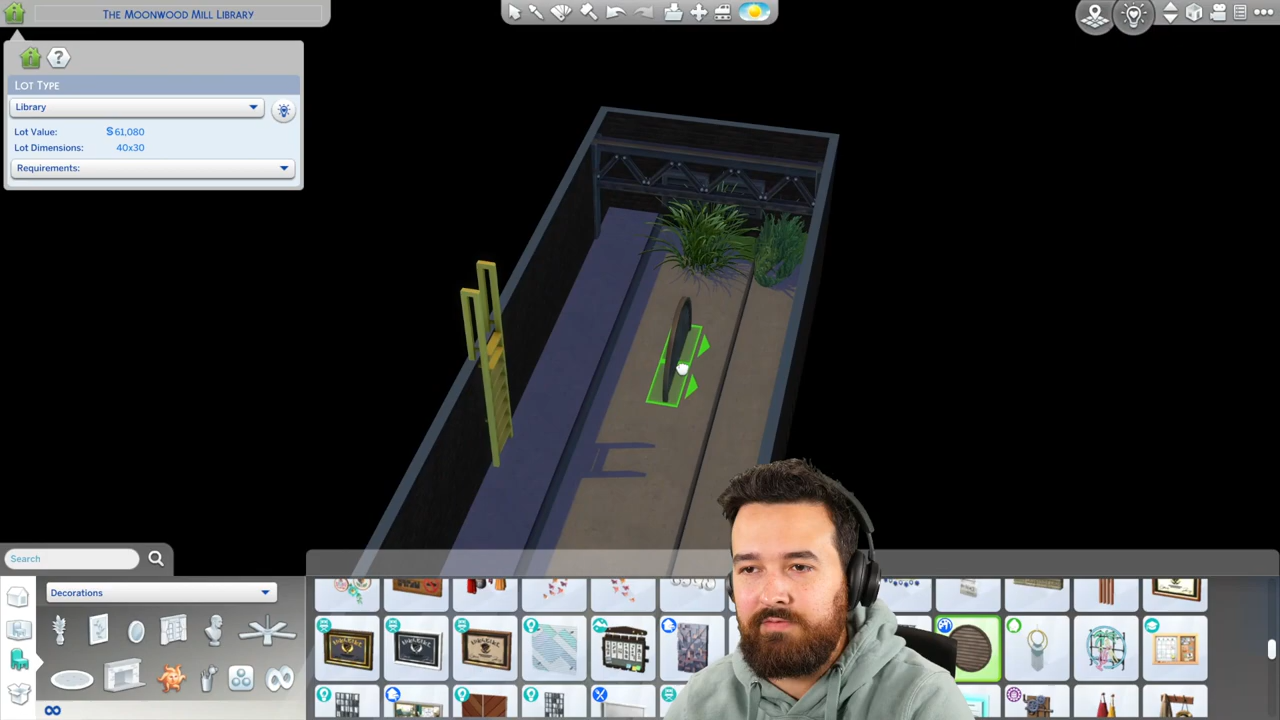 THE MOONWOOD MILL LIBRARY
LOT TYPE
Library
Lot Value: §61,080
Lot Dimensions: 40x30
Requirements:
Search
Decorations